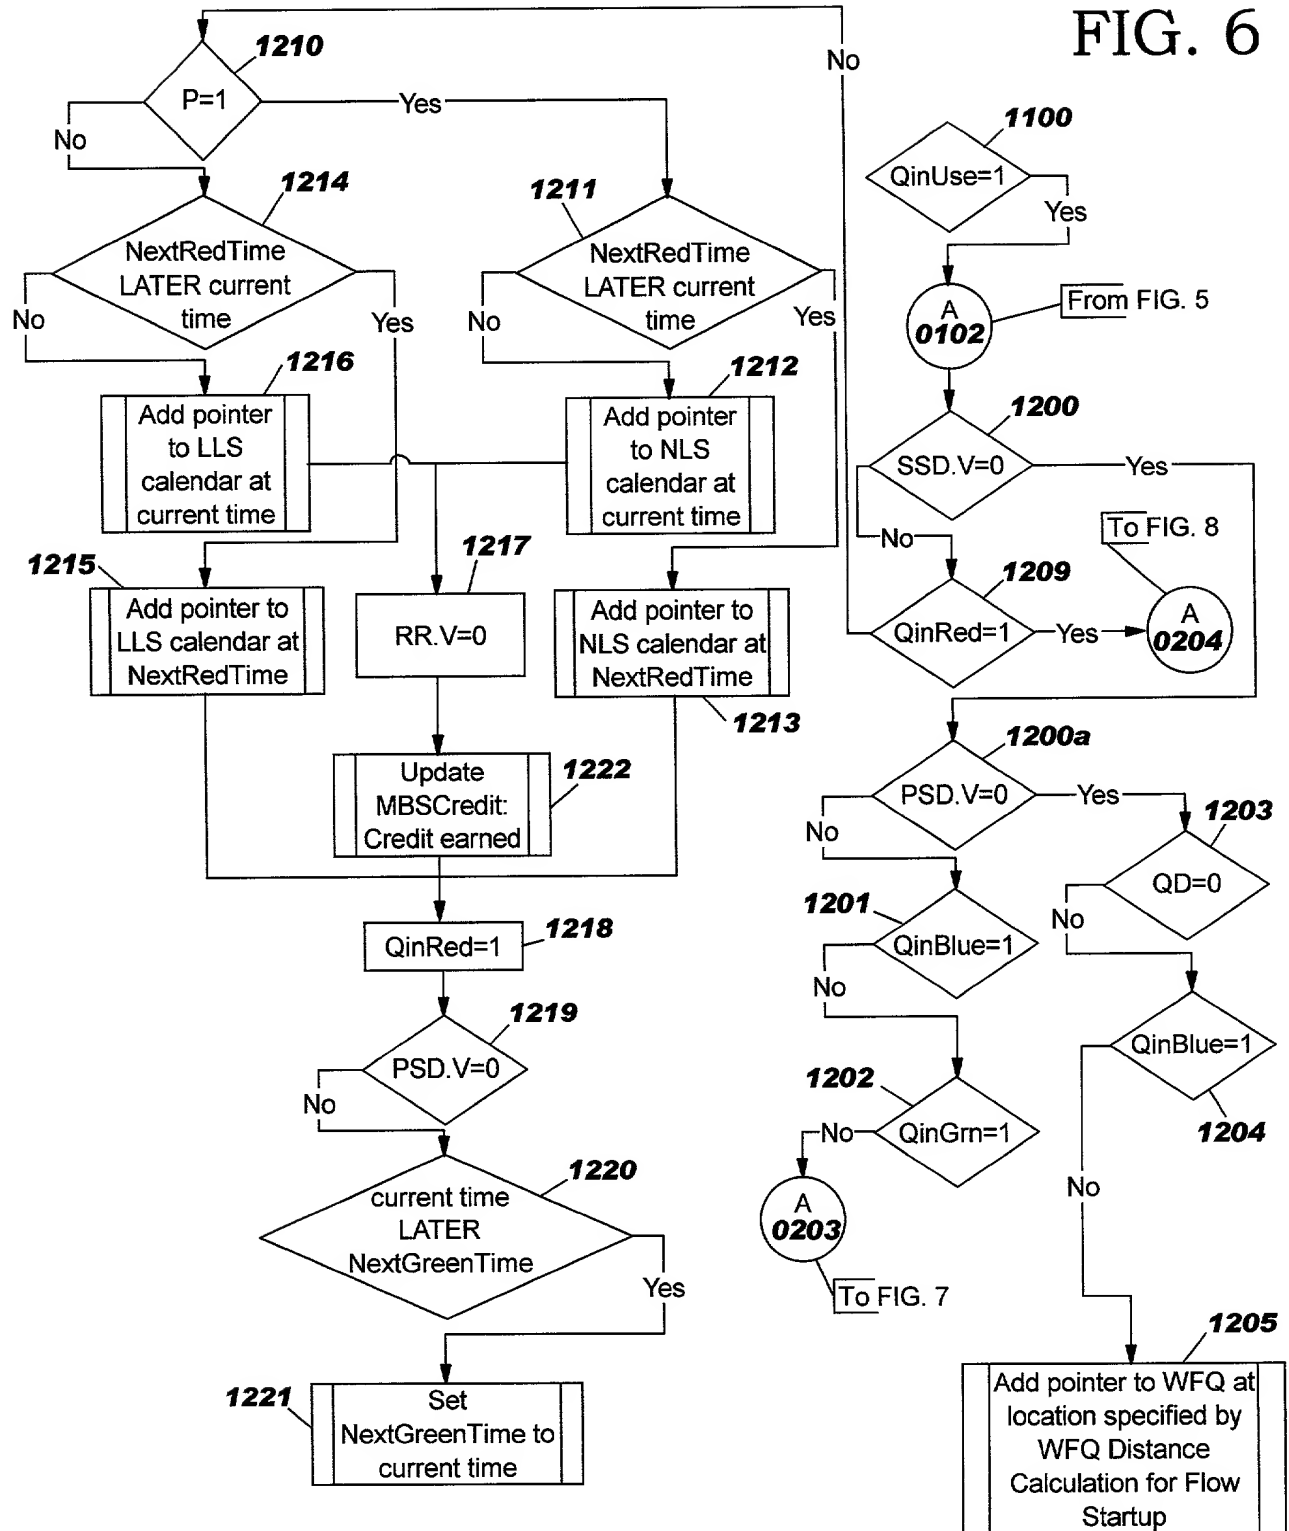 FIG. 6
1210
P=1
No
Yes
No
1214
NextRedTime
LATER current
time
No
Yes
1211
NextRedTime
LATER current
time
No
Yes
1216
Add pointer
to LLS
calendar at
current time
1212
Add pointer
to NLS
calendar at
current time
1215
Add pointer to
LLS calendar at
NextRedTime
1217
RR.V=0
Add pointer to
NLS calendar at
NextRedTime
1213
Update
MBSCredit:
Credit earned
1222
QinRed=1
1218
1219
PSD.V=0
No
1220
current time
LATER
NextGreenTime
Yes
1221
Set
NextGreenTime to
current time
1100
QinUse=1
Yes
A
0102
From FIG. 5
1200
SSD.V=0
Yes
No
To FIG. 8
1209
QinRed=1
Yes
A
0204
1200a
PSD.V=0
Yes
No
1203
QD=0
No
1201
QinBlue=1
No
QinBlue=1
1204
No
1202
QinGrn=1
No
A
0203
To FIG. 7
1205
Add pointer to WFQ at
location specified by
WFQ Distance
Calculation for Flow
Startup